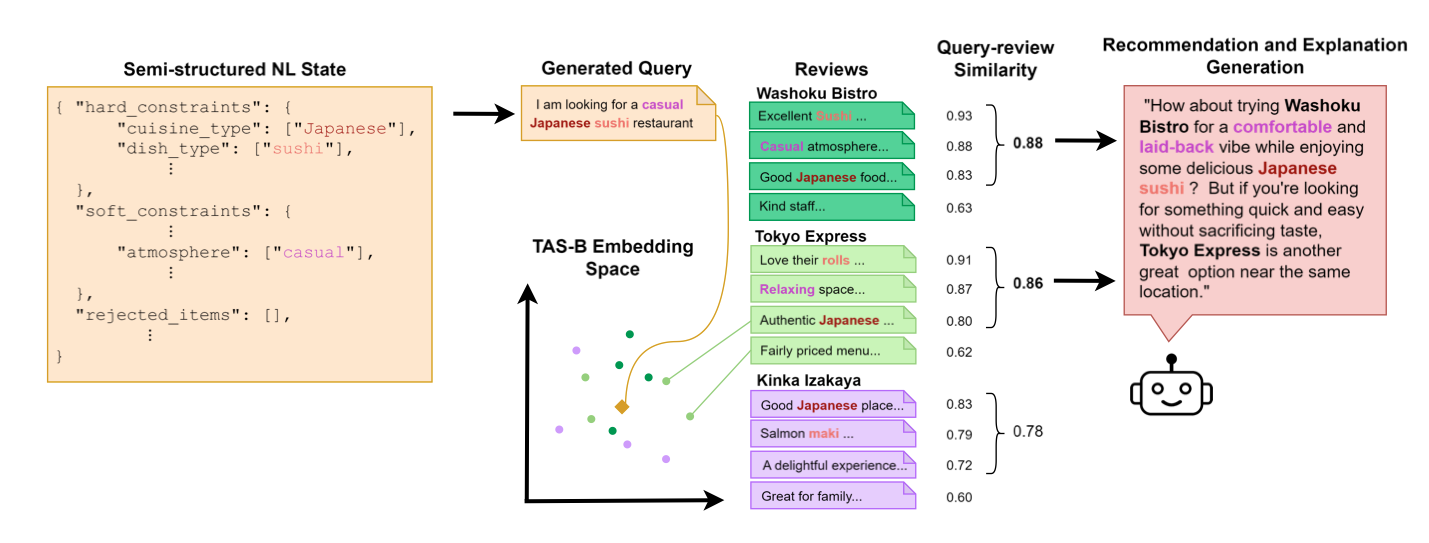 Semi-structured NL State
{ "hard_constraints": {
"cuisine_type": ["Japanese"],
"dish_type": ["sushi"],
⋮
},
"soft_constraints": {
⋮
"atmosphere": ["casual"],
⋮
},
"rejected_items": [],
⋮
}
Generated Query
I am looking for a casual
Japanese sushi restaurant
TAS-B Embedding
Space
Reviews
Washoku Bistro
Excellent Sushi ...
Casual atmosphere...
Good Japanese food...
Kind staff...
Tokyo Express
Love their rolls ...
Relaxing space...
Authentic Japanese ...
Fairly priced menu...
Kinka Izakaya
Good Japanese place...
Salmon maki ...
A delightful experience...
Great for family...
Query-review
Similarity
0.93
0.88
0.83
0.63
0.88
0.91
0.87
0.80
0.62
0.86
0.83
0.79
0.72
0.60
0.78
Recommendation and Explanation
Generation
"How about trying Washoku
Bistro for a comfortable and
laid-back vibe while enjoying
some delicious Japanese
sushi ? But if you're looking
for something quick and easy
without sacrificing taste,
Tokyo Express is another
great option near the same
location."